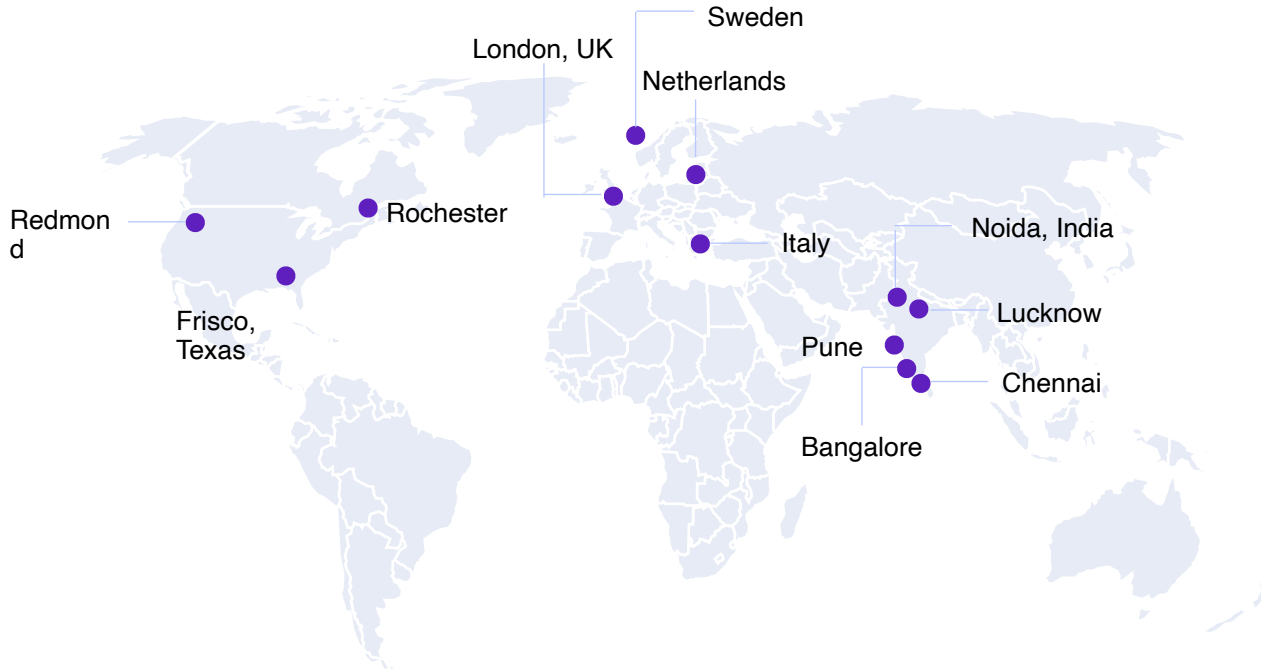 Sweden
London, UK
Netherlands
Redmon
d
Rochester
Italy
Noida, India
Frisco,
Texas
Lucknow
Pune
Chennai
Bangalore